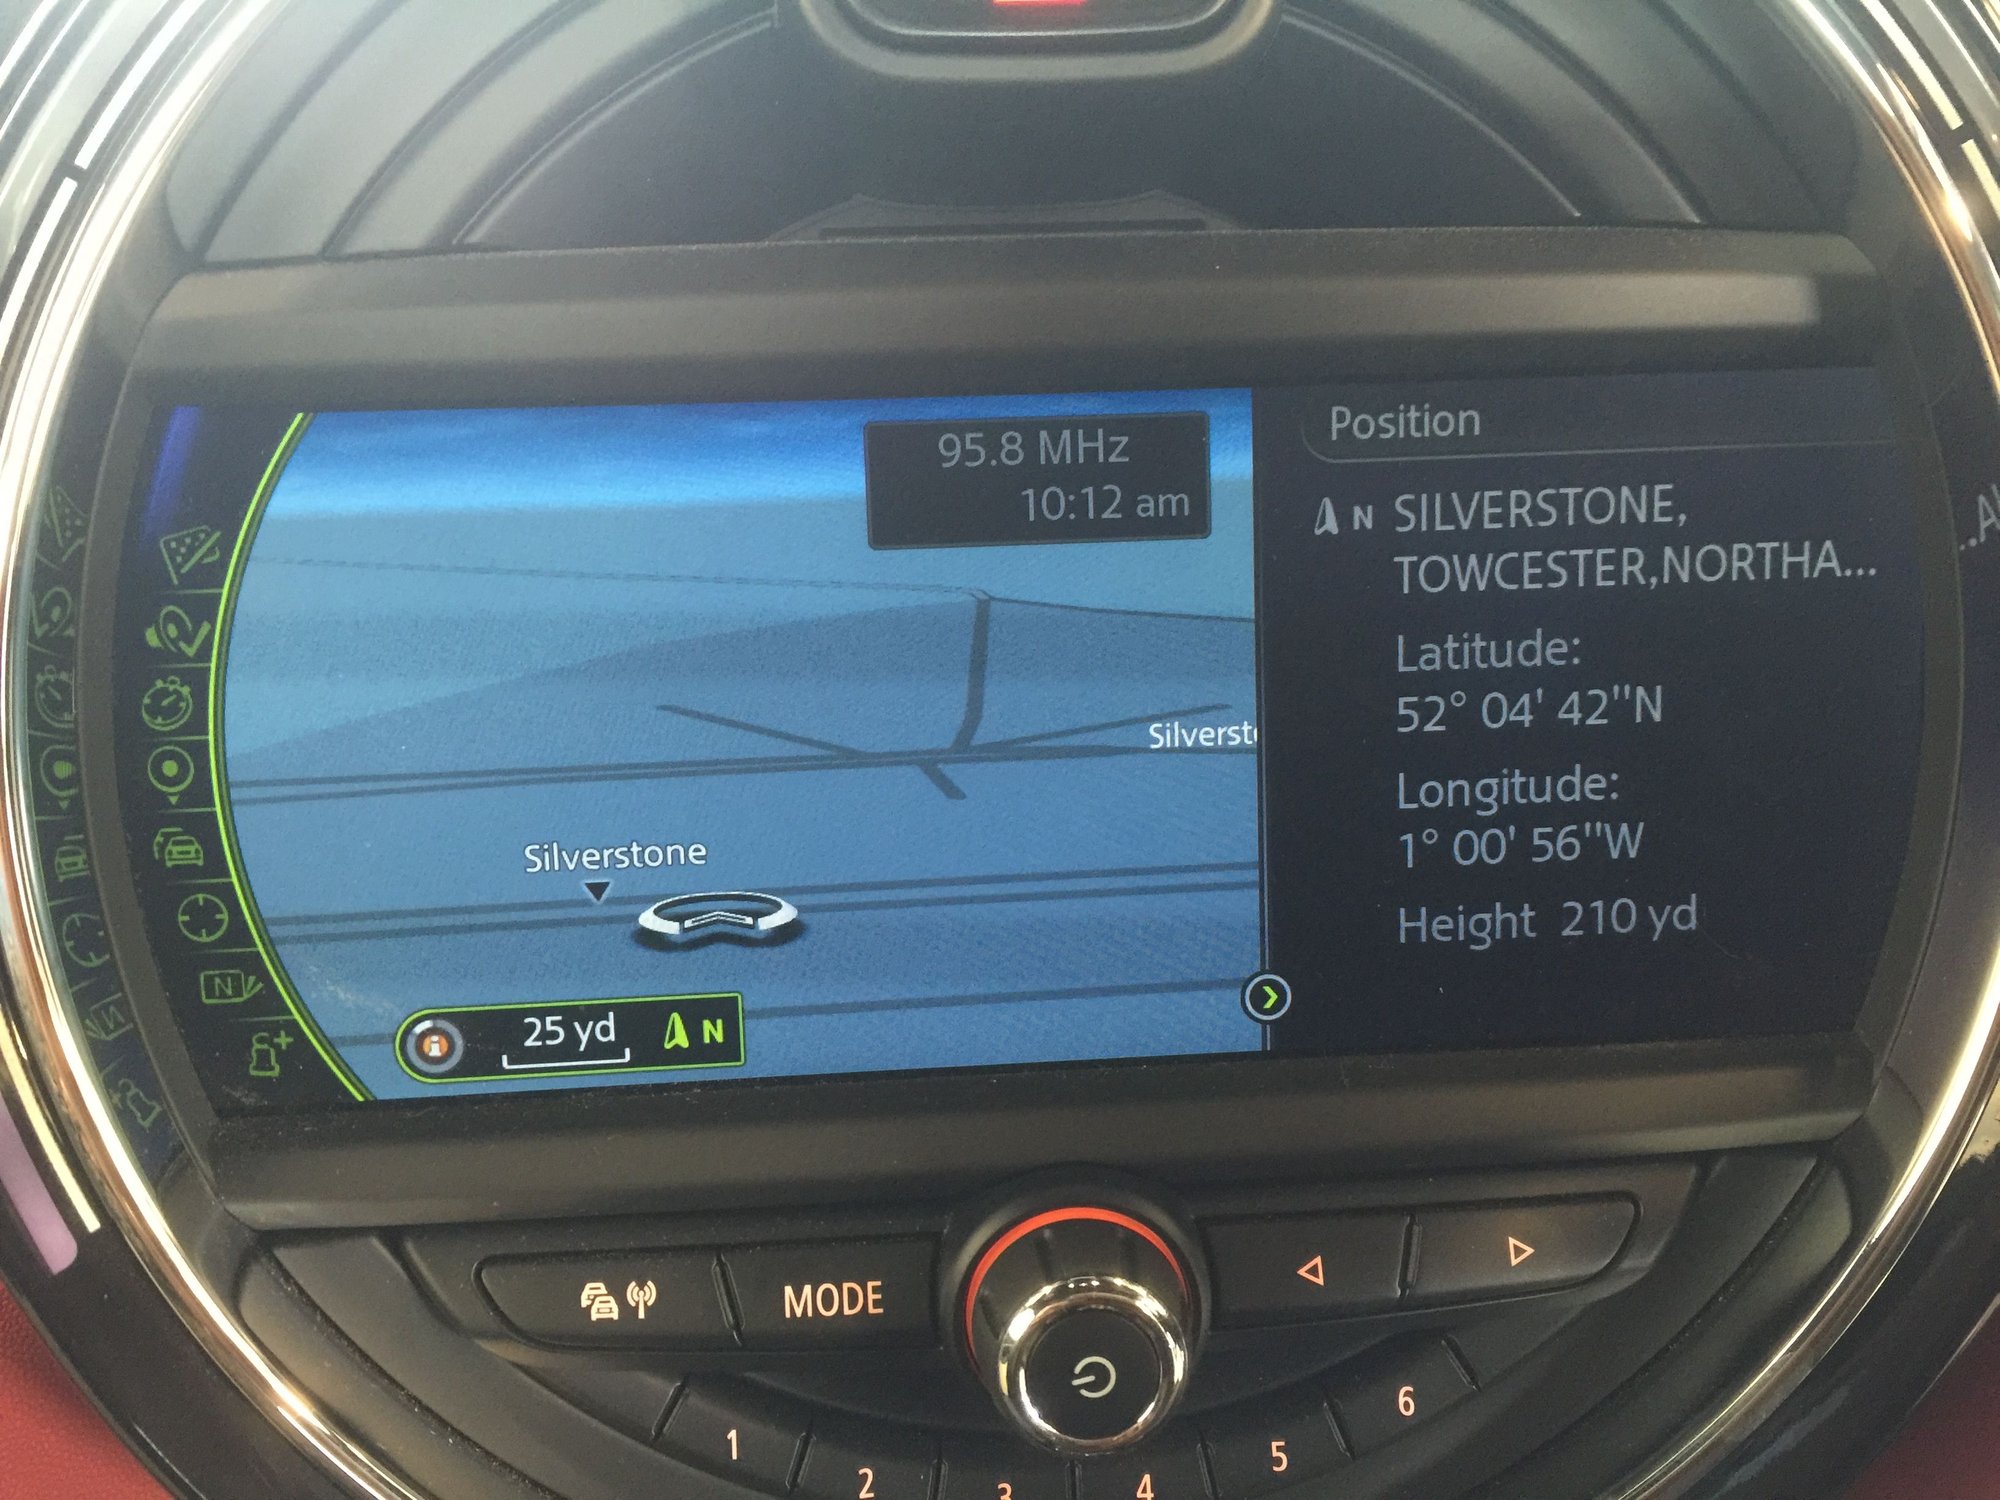 95.8 MHz
10:12 am
Silverst
Silverstone
25 yd N
Position
N SILVERSTONE,
TOWCESTER,NORTHA...
Latitude:
52° 04' 42"N
Longitude:
1° 00' 56"W
Height 210 yd
N
MODE
1
2
3
4
5
6